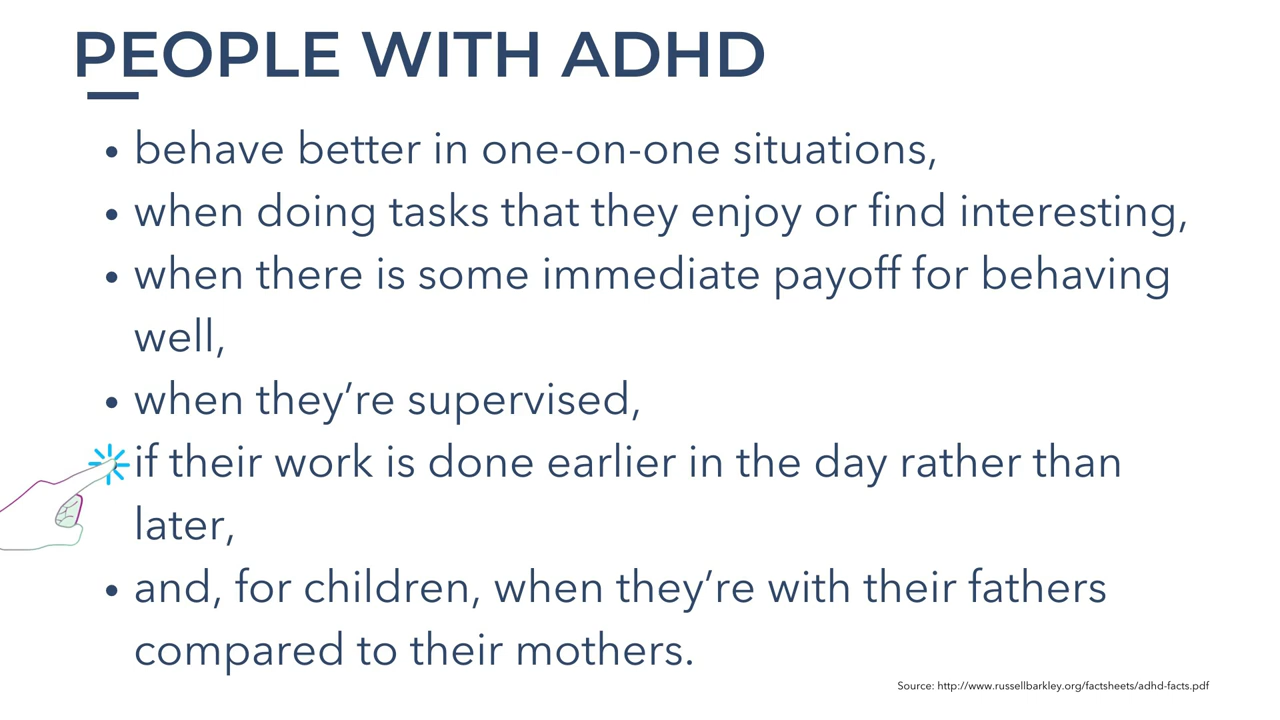 PEOPLE WITH ADHD
• behave better in one-on-one situations,
• when doing tasks that they enjoy or find interesting,
• when there is some immediate payoff for behaving
well,
• when they’re supervised,
if their work is done earlier in the day rather than
later,
• and, for children, when they’re with their fathers
compared to their mothers.
Source: http://www.russellbarkley.org/factsheets/adhd-facts.pdf